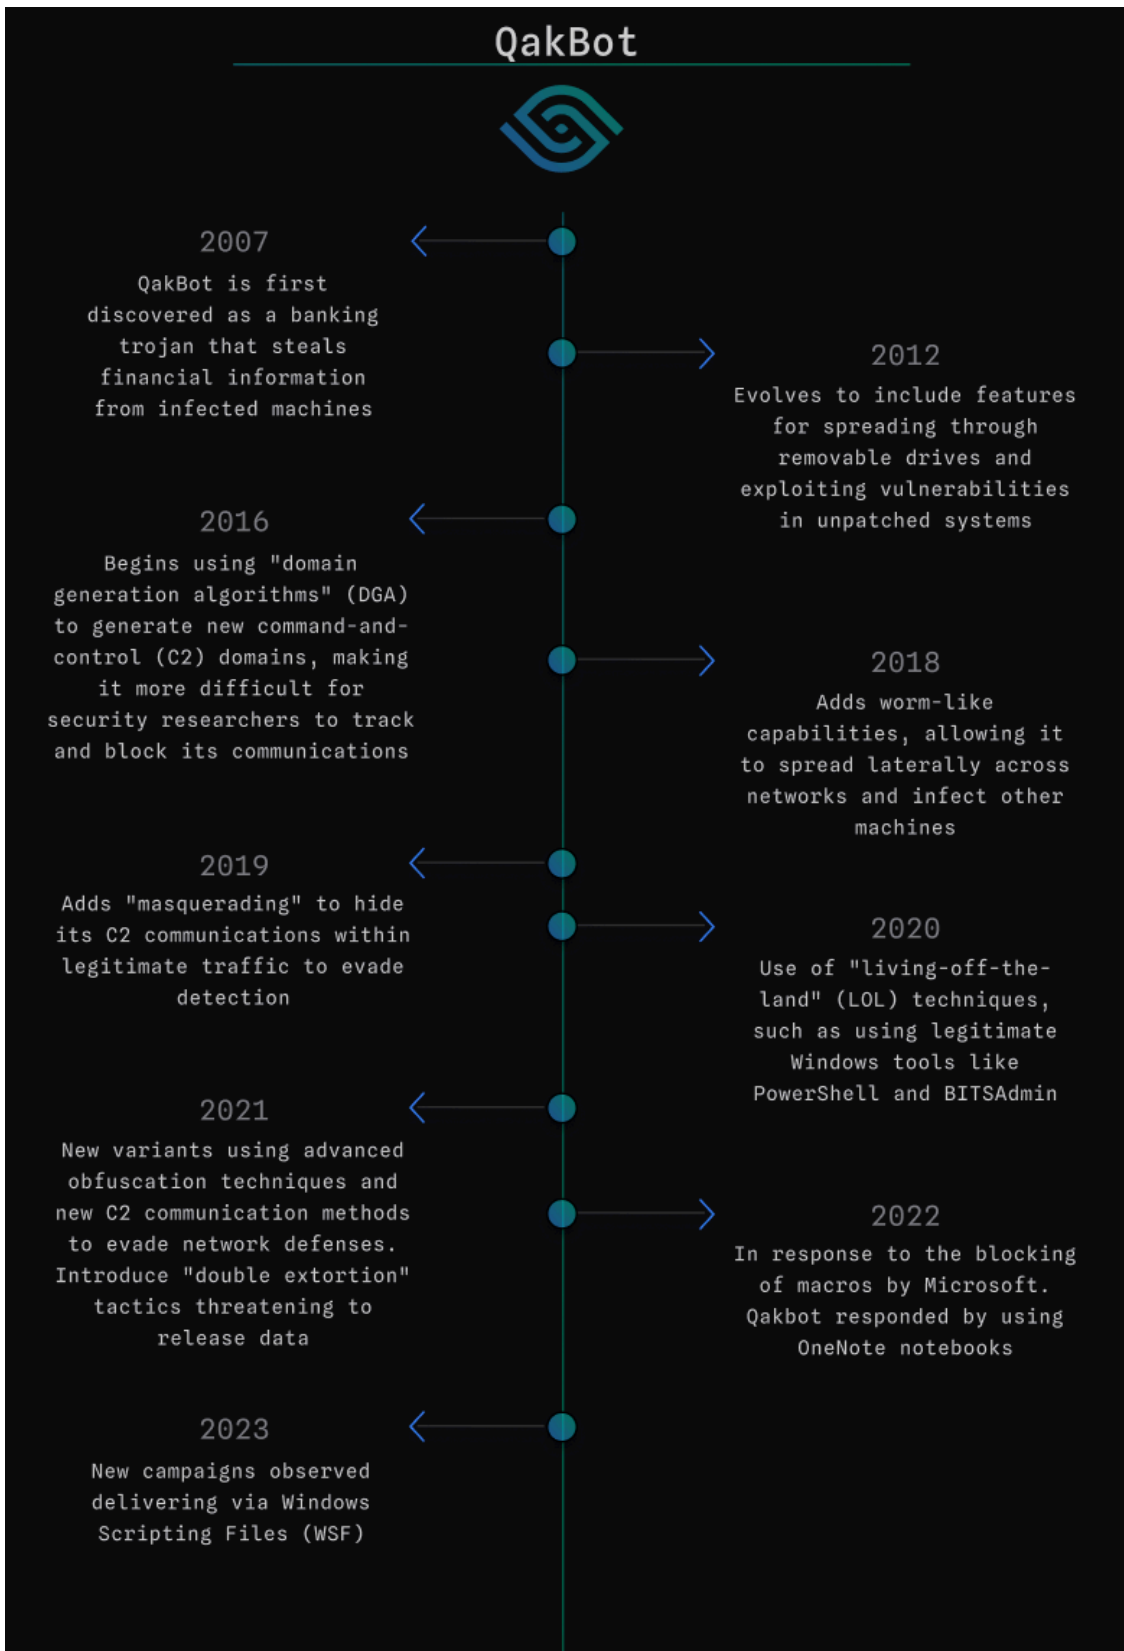 QakBot
2007
QakBot is first
discovered as a banking
trojan that steals
financial information
from infected machines
2012
Evolves to include features
for spreading through
removable drives and
exploiting vulnerabilities
in unpatched systems
2016
Begins using "domain
generation algorithms" (DGA)
to generate new command-and-
control (C2) domains, making
it more difficult for
security researchers to track
and block its communications
2018
Adds worm-like
capabilities, allowing it
to spread laterally across
networks and infect other
machines
2019
Adds "masquerading" to hide
its C2 communications within
legitimate traffic to evade
detection
2020
Use of "living-off-the-
land" (LOL) techniques,
such as using legitimate
Windows tools like
PowerShell and BITSAdmin
2021
New variants using advanced
obfuscation techniques and
new C2 communication methods
to evade network defenses.
Introduce "double extortion"
tactics threatening to
release data
2022
In response to the blocking
of macros by Microsoft.
Qakbot responded by using
OneNote notebooks
2023
New campaigns observed
delivering via Windows
Scripting Files (WSF)